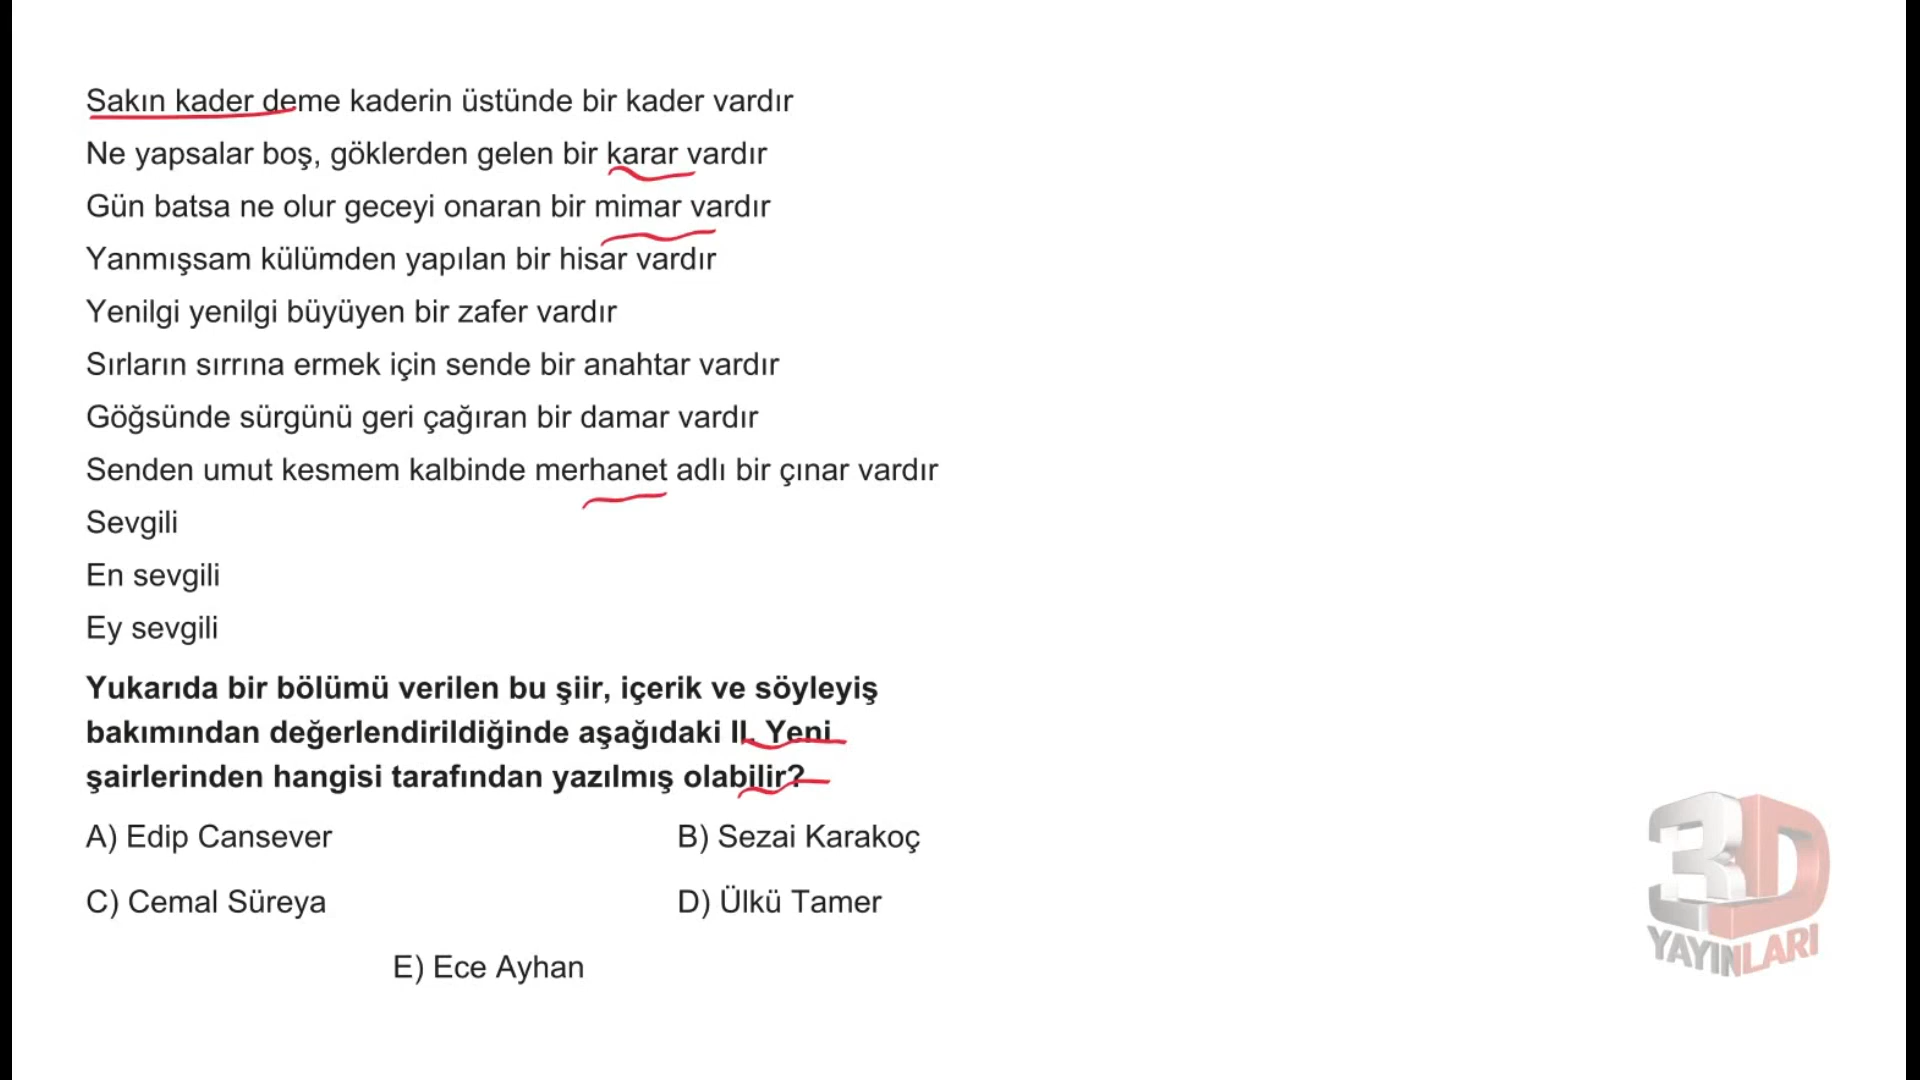 Sakın kader deme kaderin üstünde bir kader vardır
Ne yapsalar boş, göklerden gelen bir karar vardır
Gün batsa ne olur geceyi onaran bir mimar vardır
Yanmışsam külümden yapılan bir hisar vardır
Yenilgi yenilgi büyüyen bir zafer vardır
Sırların sırrına ermek için sende bir anahtar vardır
Göğsünde sürgünü geri çağıran bir damar vardır
Senden umut kesmem kalbinde merhanet adlı bir çınar vardır
Sevgili
En sevgili
Ey sevgili
Yukarıda bir bölümü verilen bu şiir, içerik ve söyleyiş
bakımından değerlendirildiğinde aşağıdaki II. Yeni
şairlerinden hangisi tarafından yazılmış olabilir?
A) Edip Cansever B) Sezai Karakoç
C) Cemal Süreya D) Ülkü Tamer
E) Ece Ayhan
3D
YAYINLARI